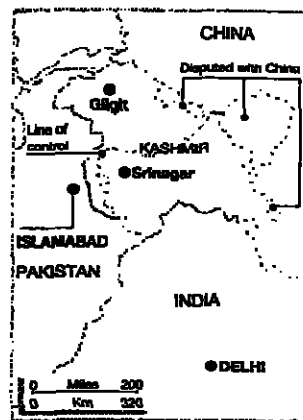 CHINA
Disputed with China
Gilgit
Line of
control
KASHMIR
Srinagar
ISLAMABAD
PAKISTAN
INDIA
DELHI
0 Miles 200
0 Km 320